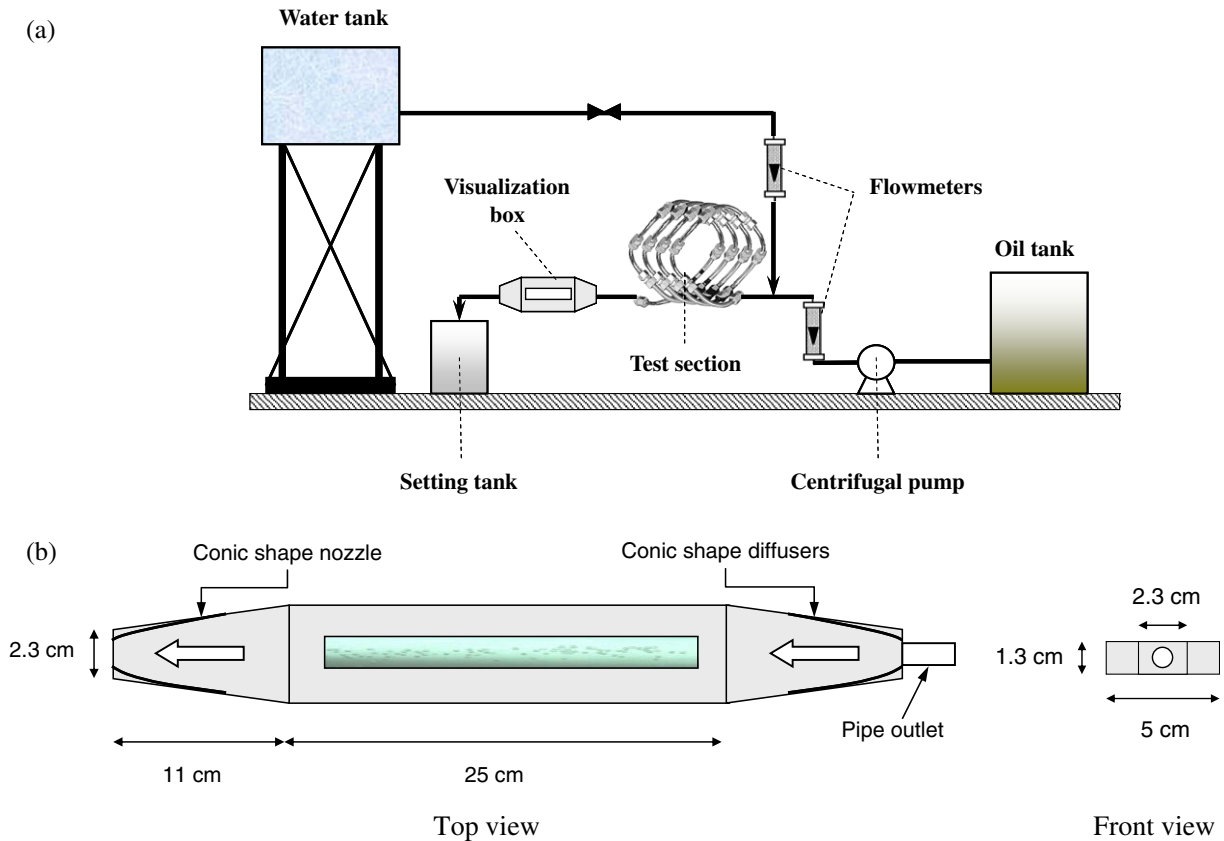 (a)
Water tank
Visualization
box
Flowmeters
Oil tank
Test section
Setting tank
Centrifugal pump
(b)
Conic shape nozzle
Conic shape diffusers
2.3 cm
2.3 cm
1.3 cm
Pipe outlet
5 cm
11 cm
25 cm
Top view
Front view